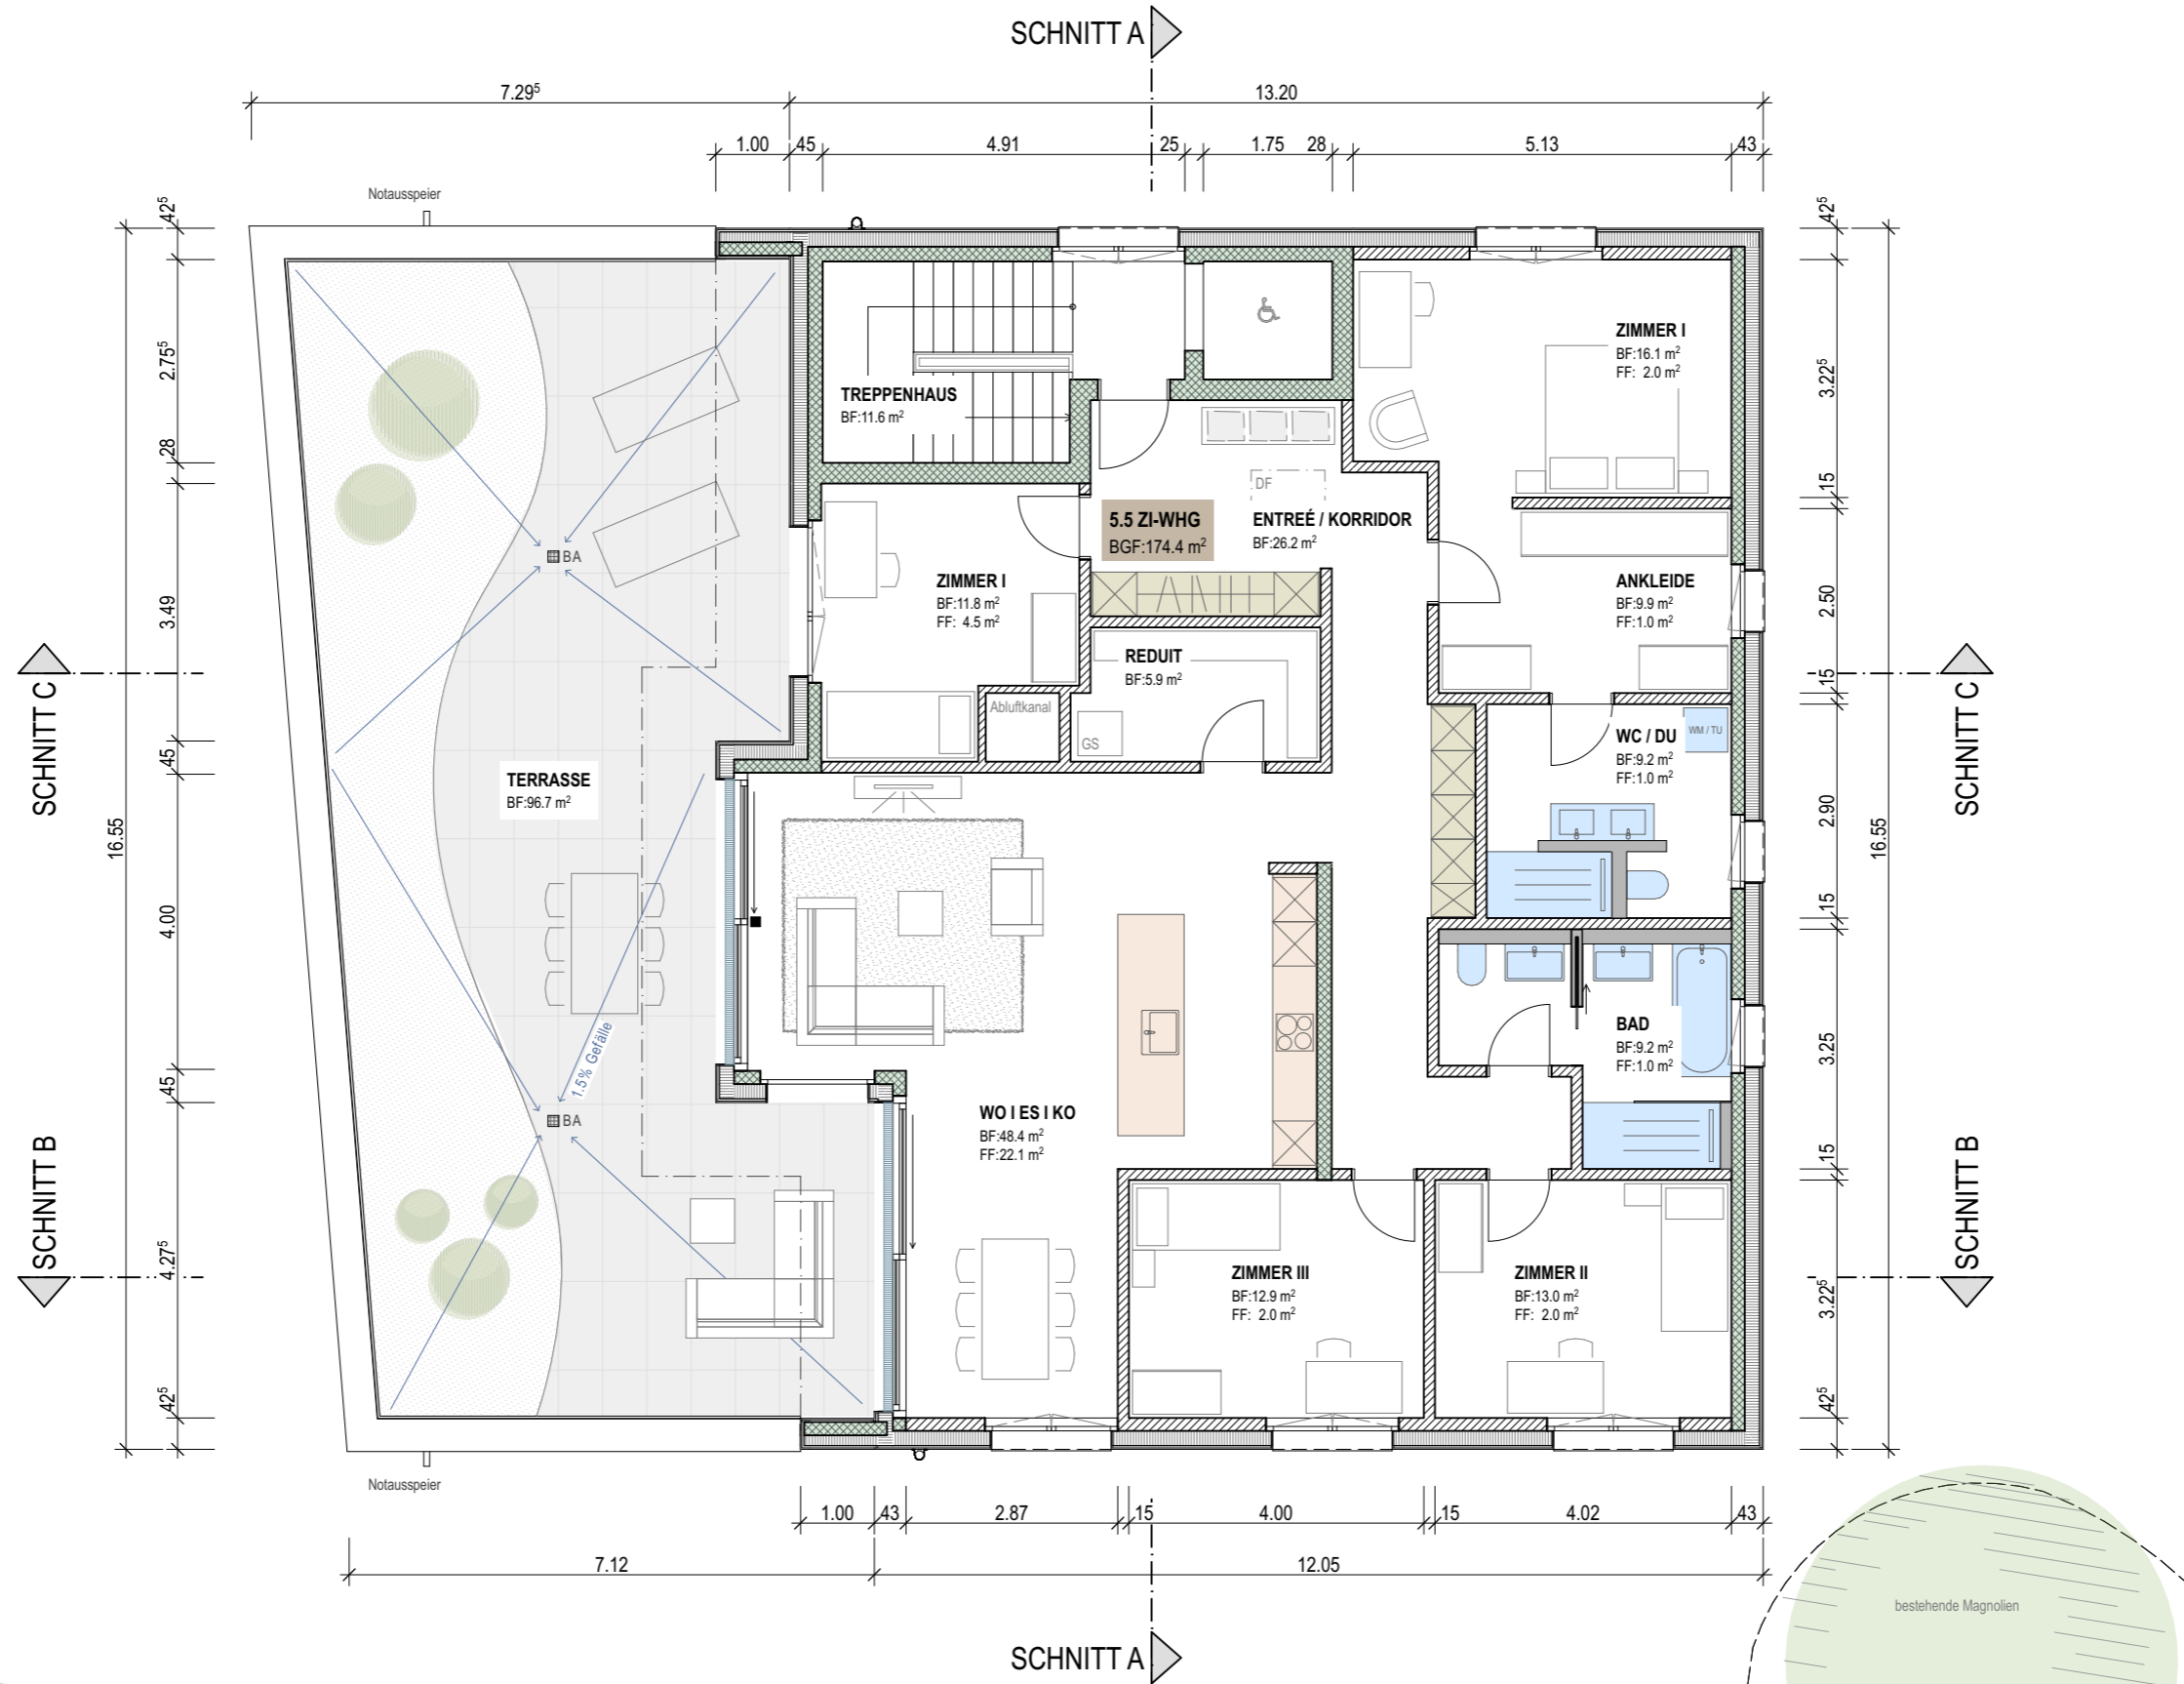 SCHNITT A
7.29⁵
13.20
1.00
45
4.91
25
1.75
28
5.13
43
Notausspeier
42⁵
2.75⁵
28
3.49
45
4.00
45
4.27⁵
42⁵
16.55
SCHNITT C
SCHNITT B
42⁵
3.22⁵
15
2.50
15
2.90
15
3.25
15
3.22⁵
42⁵
16.55
SCHNITT C
SCHNITT B
TREPPENHAUS
BF:11.6 m²
ZIMMER I
BF:16.1 m²
FF: 2.0 m²
DF
5.5 ZI-WHG
BGF:174.4 m²
ENTREÉ / KORRIDOR
BF:26.2 m²
BA
ZIMMER I
BF:11.8 m²
FF: 4.5 m²
ANKLEIDE
BF:9.9 m²
FF:1.0 m²
REDUIT
BF:5.9 m²
Abluftkanal
GS
WC / DU
BF:9.2 m²
FF:1.0 m²
WM / TU
TERRASSE
BF:96.7 m²
BAD
BF:9.2 m²
FF:1.0 m²
1.5% Gefälle
BA
WO I ES I KO
BF:48.4 m²
FF:22.1 m²
ZIMMER III
BF:12.9 m²
FF: 2.0 m²
ZIMMER II
BF:13.0 m²
FF: 2.0 m²
Notausspeier
1.00
43
2.87
15
4.00
15
4.02
43
7.12
12.05
bestehende Magnolien
SCHNITT A